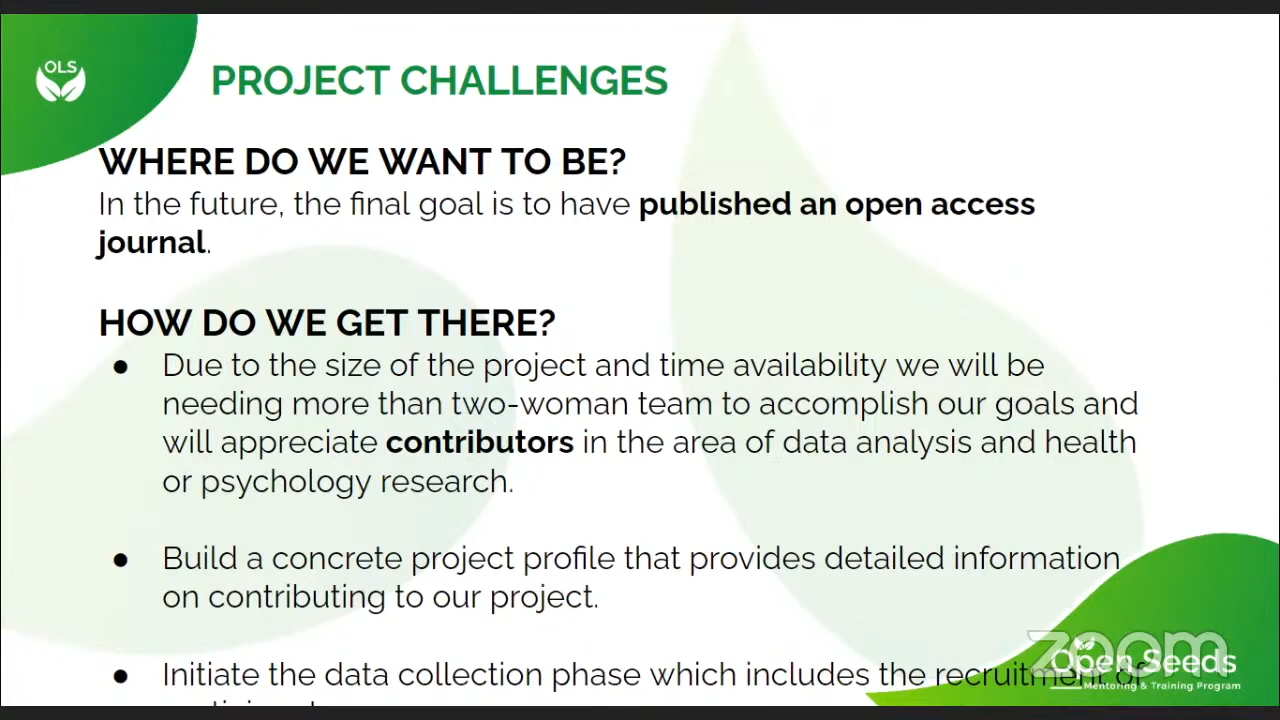 OLS
PROJECT CHALLENGES
WHERE DO WE WANT TO BE?
In the future, the final goal is to have published an open access
journal.
HOW DO WE GET THERE?
● Due to the size of the project and time availability we will be
needing more than two-woman team to accomplish our goals and
will appreciate contributors in the area of data analysis and health
or psychology research.
● Build a concrete project profile that provides detailed information
on contributing to our project.
● Initiate the data collection phase which includes the recruitment of
zoom
Open Seeds
Mentoring & Training Program